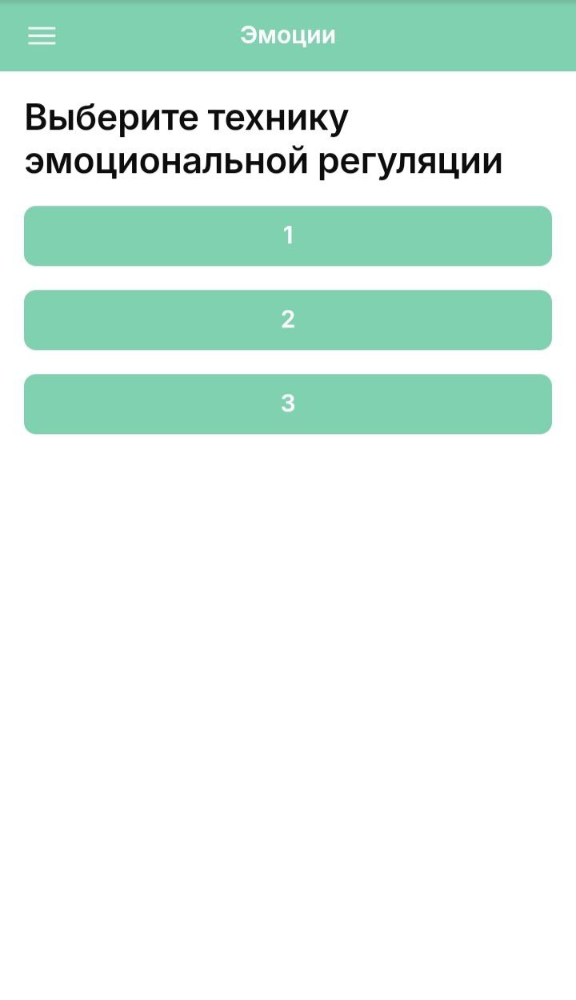 Эмоции
Выберите технику
эмоциональной регуляции
1
2
3